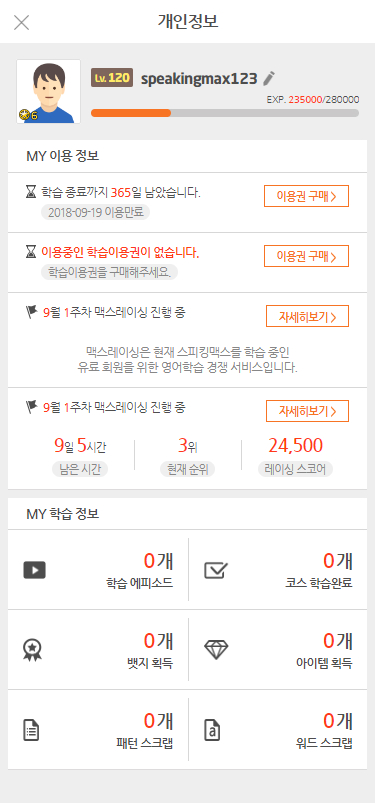 개인정보
Lv.120 speakingmax123
EXP. 235000/280000
6
MY 이용 정보
학습 종료까지 365일 남았습니다.
이용권 구매 >
2018-09-19 이용만료
이용중인 학습이용권이 없습니다.
이용권 구매 >
학습이용권을 구매해주세요.
9월 1주차 맥스레이싱 진행 중
자세히보기 >
맥스레이싱은 현재 스피킹맥스를 학습 중인
유료 회원을 위한 영어학습 경쟁 서비스입니다.
9월 1주차 맥스레이싱 진행 중
자세히보기 >
9일 5시간 3위 24,500
남은 시간 현재 순위 레이싱 스코어
MY 학습 정보
0개 0개
학습 에피소드 코스 학습완료
0개 0개
뱃지 획득 아이템 획득
0개 0개
패턴 스크랩 워드 스크랩